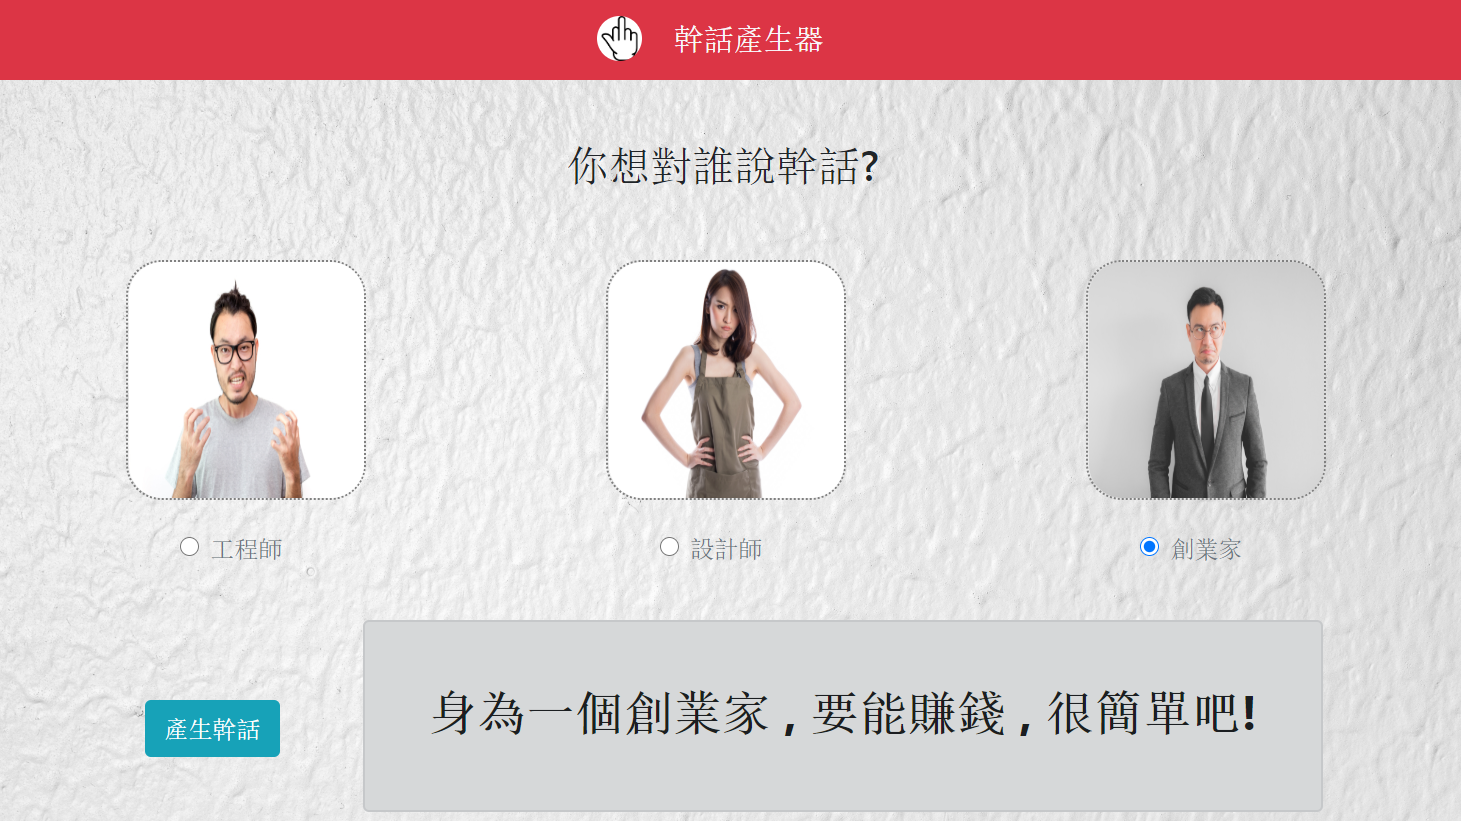 幹話產生器
你想對誰說幹話?
工程師
設計師
創業家
產生幹話
身為一個創業家 , 要能賺錢 , 很簡單吧!